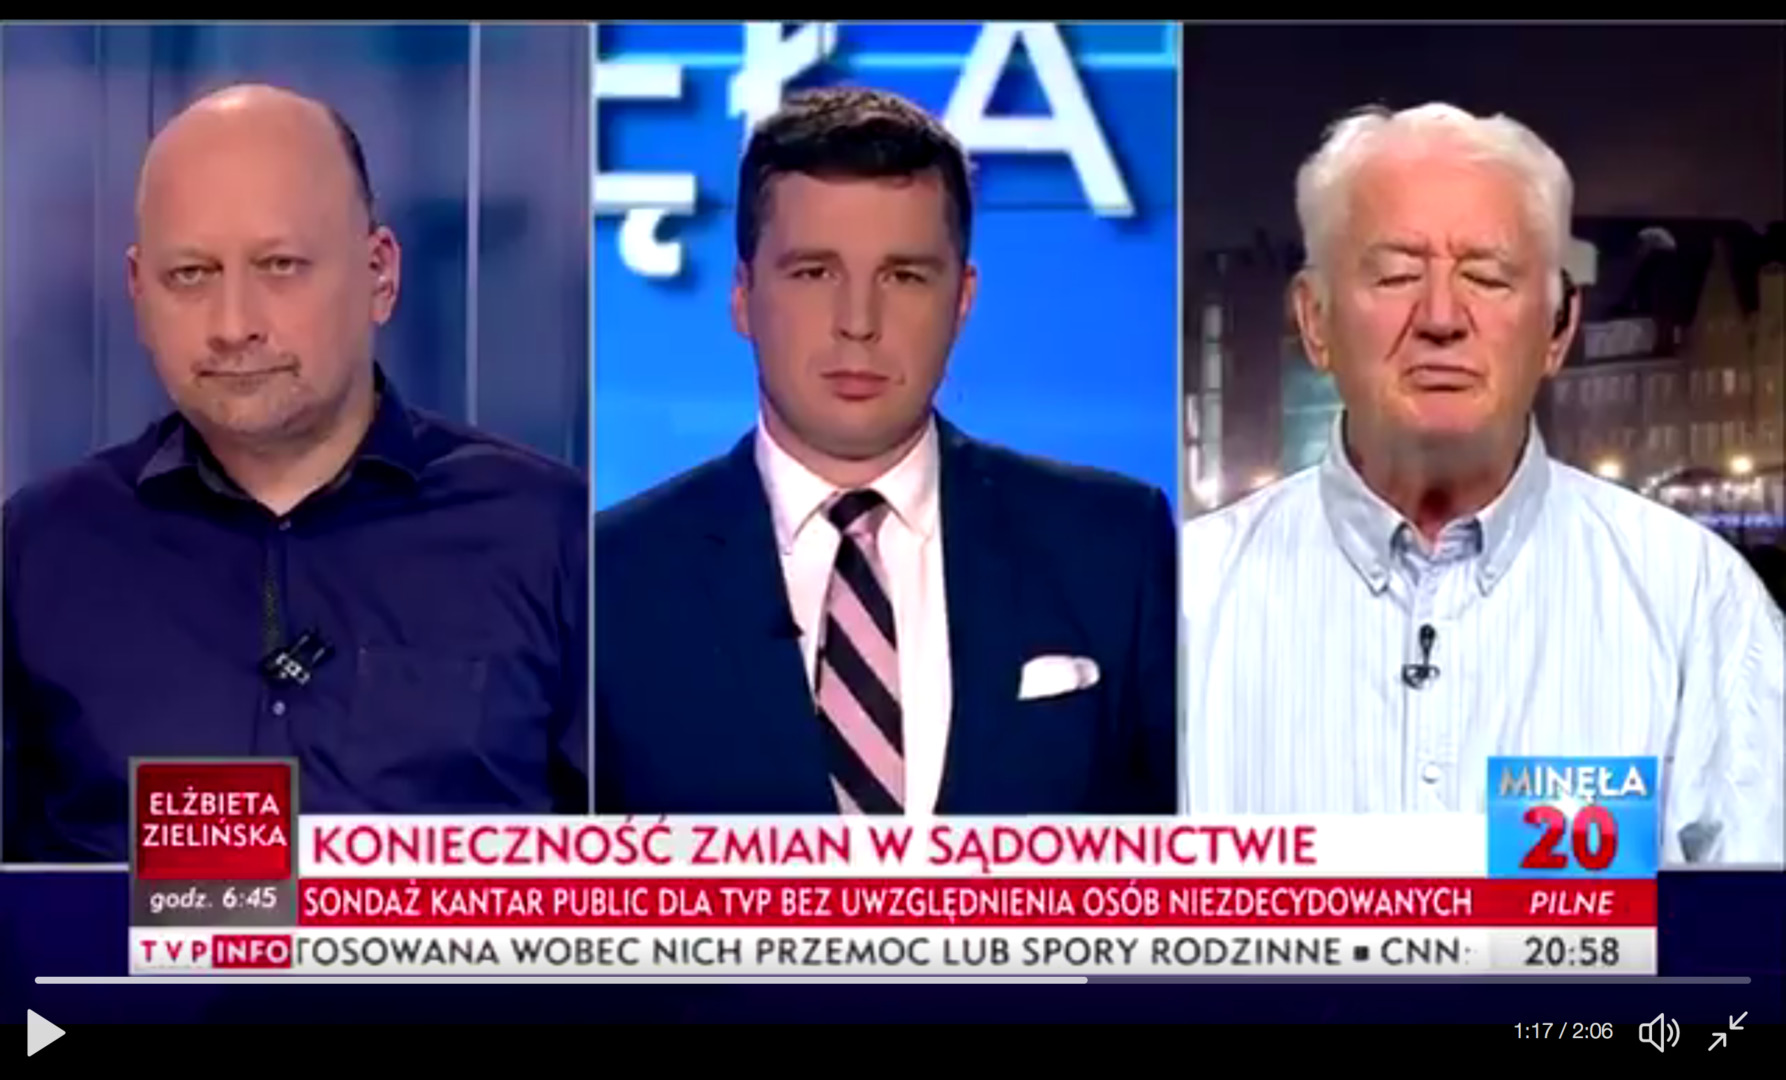 ĘŁA
ELŻBIETA
ZIELIŃSKA
godz. 6:45
KONIECZNOŚĆ ZMIAN W SĄDOWNICTWIE
MINĘŁA
20
SONDAŻ KANTAR PUBLIC DLA TVP BEZ UWZGLĘDNIENIA OSÓB NIEZDECYDOWANYCH
PILNE
TVP INFO
TOSOWANA WOBEC NICH PRZEMOC LUB SPORY RODZINNE ▪ CNN:
20:58
1:17 / 2:06